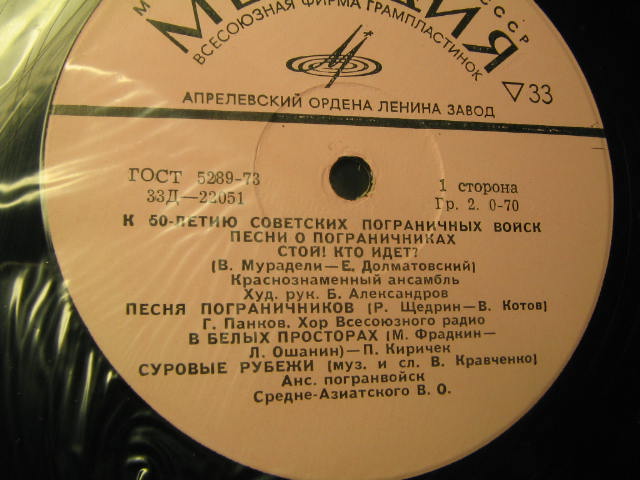 СССР
МЕЛОДИЯ
ВСЕСОЮЗНАЯ ФИРМА ГРАМПЛАСТИНОК
АПРЕЛЕВСКИЙ ОРДЕНА ЛЕНИНА ЗАВОД
▽33
ГОСТ 5289-73
33Д—22051
1 сторона
Гр. 2. 0-70
К 50-ЛЕТИЮ СОВЕТСКИХ ПОГРАНИЧНЫХ ВОЙСК
ПЕСНИ О ПОГРАНИЧНИКАХ
СТОЙ! КТО ИДЕТ?
(В. Мурадели—Е. Долматовский)
Краснознаменный ансамбль
Худ. рук. Б. Александров
ПЕСНЯ ПОГРАНИЧНИКОВ (Р. Щедрин—В. Котов)
Г. Панков. Хор Всесоюзного радио
В БЕЛЫХ ПРОСТОРАХ (М. Фрадкин—
Л. Ошанин)—П. Киричек
СУРОВЫЕ РУБЕЖИ (муз. и сл. В. Кравченко)
Анс. погранвойск
Средне-Азиатского В. О.